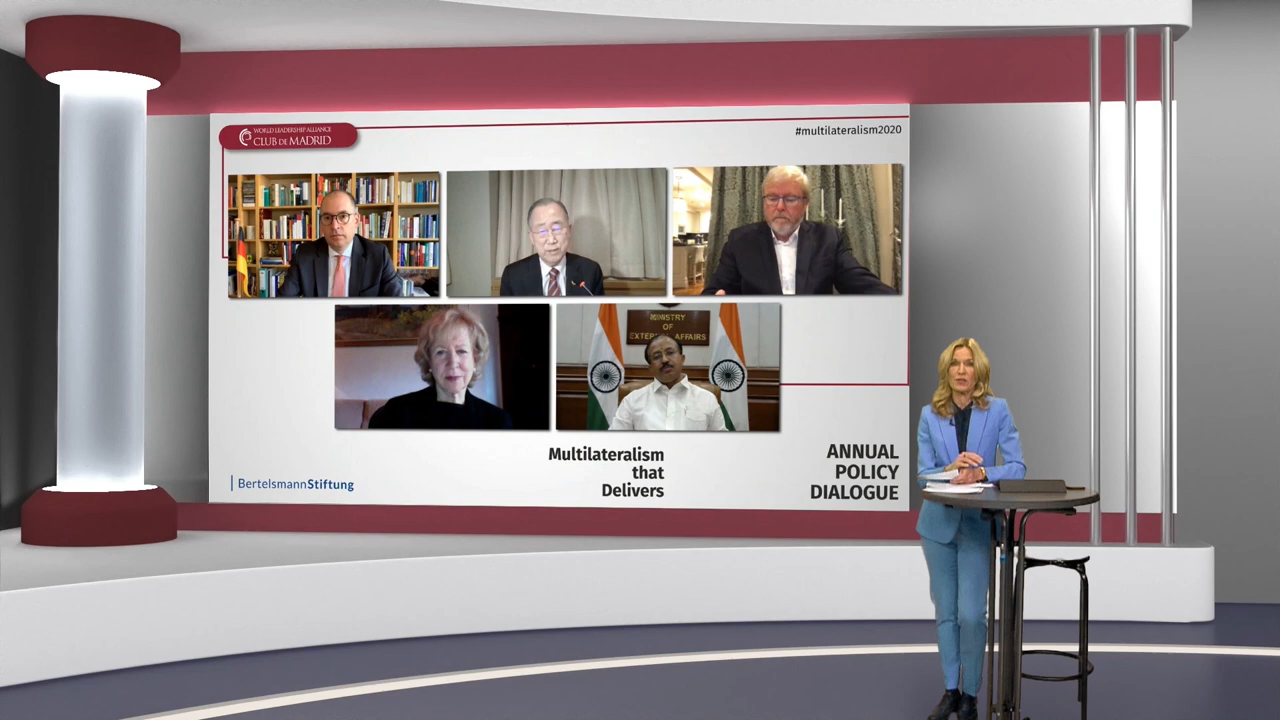 WORLD LEADERSHIP ALLIANCE
CLUB DE MADRID
#multilateralism2020
MINISTRY
OF
EXTERNAL AFFAIRS
Multilateralism
that
Delivers
ANNUAL
POLICY
DIALOGUE
BertelsmannStiftung